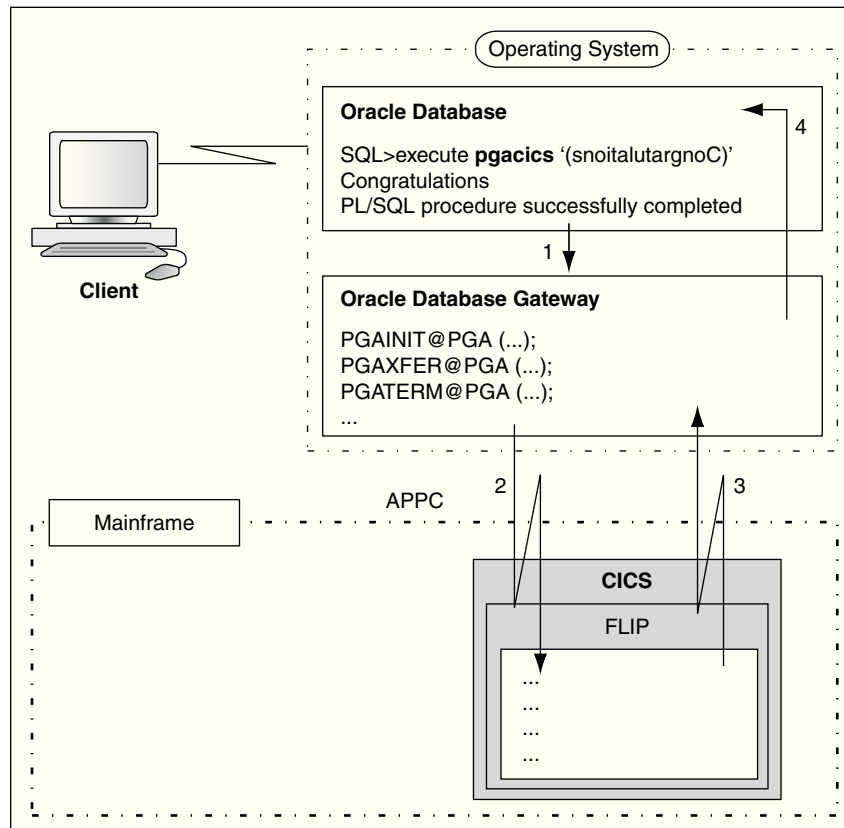 Operating System
Oracle Database
SQL>execute pgacics ‘(snoitalutargnoC)’
Congratulations
PL/SQL procedure successfully completed
4
1
Client
Oracle Database Gateway
PGAINIT@PGA (...);
PGAXFER@PGA (...);
PGATERM@PGA (...);
...
2
3
APPC
Mainframe
CICS
FLIP
...
...
...
...